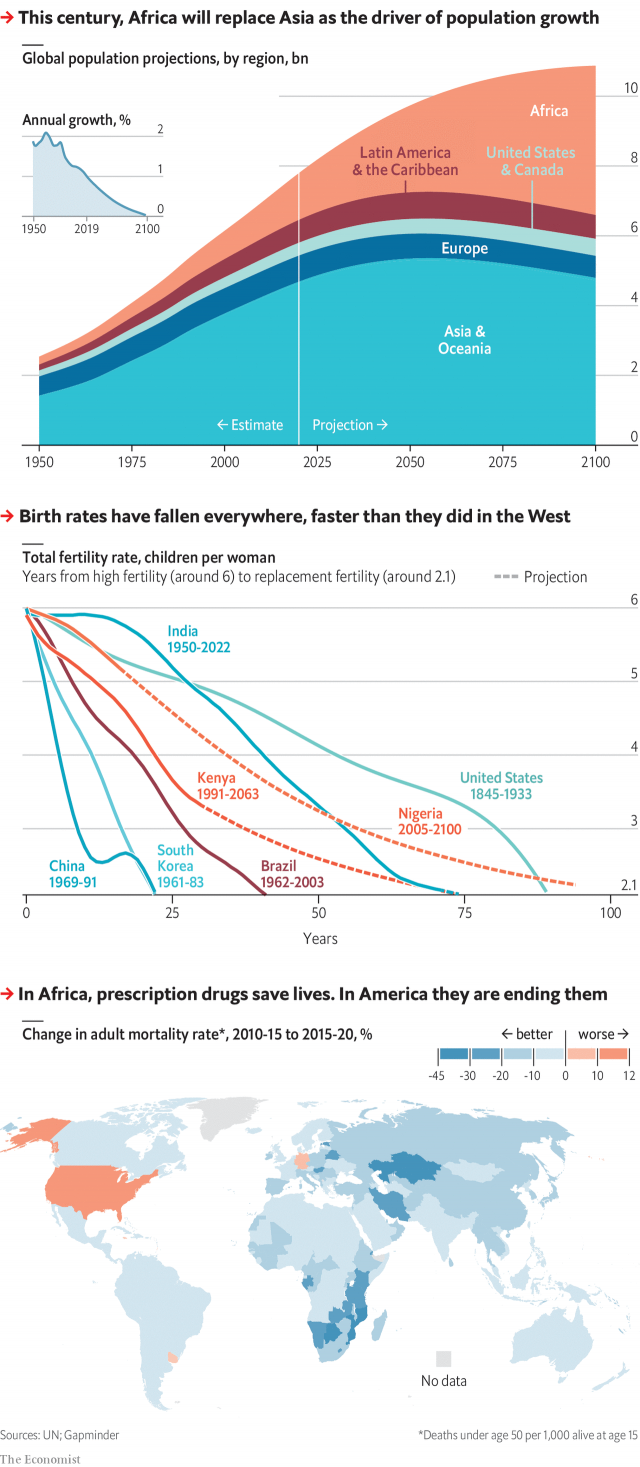 → This century, Africa will replace Asia as the driver of population growth
Global population projections, by region, bn
Annual growth, %
2
1
0
1950 2019 2100
10
8
6
4
2
0
Africa
Latin America
& the Caribbean
United States
& Canada
Europe
Asia &
Oceania
← Estimate
Projection →
1950 1975 2000 2025 2050 2075 2100
→ Birth rates have fallen everywhere, faster than they did in the West
Total fertility rate, children per woman
Years from high fertility (around 6) to replacement fertility (around 2.1)
Projection
6
5
4
3
2.1
India
1950-2022
Kenya
1991-2063
United States
1845-1933
Nigeria
2005-2100
China
1969-91
South
Korea
1961-83
Brazil
1962-2003
0 25 50 75 100
Years
→ In Africa, prescription drugs save lives. In America they are ending them
Change in adult mortality rate*, 2010-15 to 2015-20, %
← better worse →
-45 -30 -20 -10 0 10 12
No data
Sources: UN; Gapminder
*Deaths under age 50 per 1,000 alive at age 15
The Economist